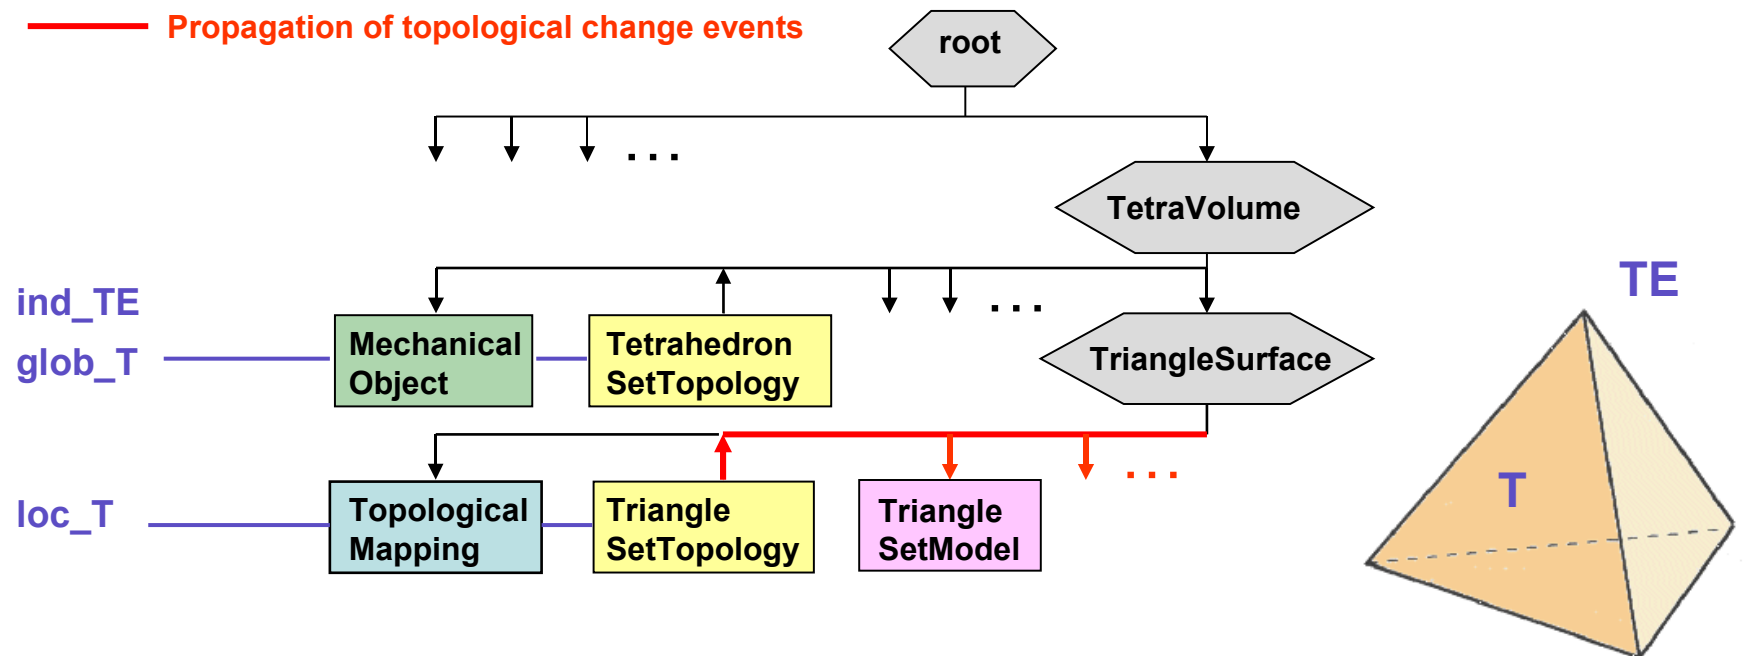 Propagation of topological change events
root
. . .
TetraVolume
TE
ind_TE
glob_T
. . .
Mechanical
Object
Tetrahedron
SetTopology
TriangleSurface
. . .
T
loc_T
Topological
Mapping
Triangle
SetTopology
Triangle
SetModel